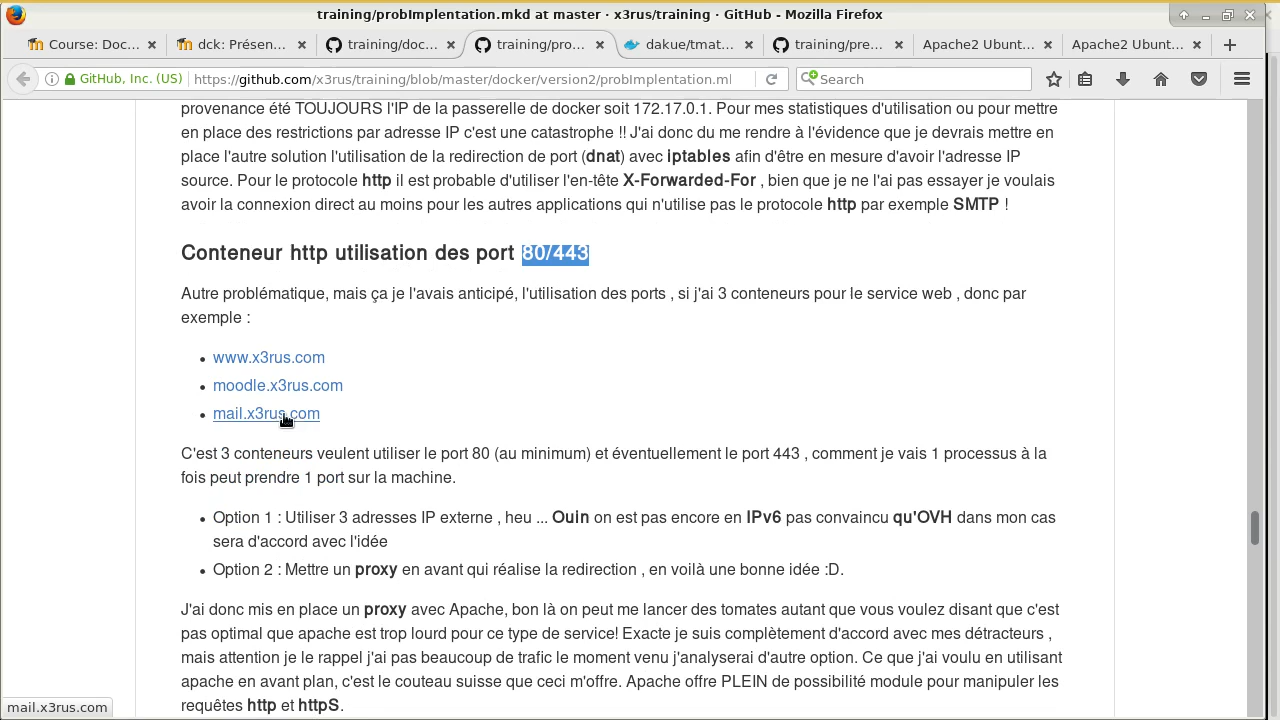 training/probImplentation.mkd at master · x3rus/training · GitHub - Mozilla Firefox
Course: Doc...
dck: Présen...
training/doc...
training/pro...
dakue/tmat...
training/pre...
Apache2 Ubunt...
Apache2 Ubunt...
GitHub, Inc. (US)
https://github.com/x3rus/training/blob/master/docker/version2/probImplentation.ml
Search
provenance été TOUJOURS l'IP de la passerelle de docker soit 172.17.0.1. Pour mes statistiques d'utilisation ou pour mettre
en place des restrictions par adresse IP c'est une catastrophe !! J'ai donc du me rendre à l'évidence que je devrais mettre en
place l'autre solution l'utilisation de la redirection de port (dnat) avec iptables afin d'être en mesure d'avoir l'adresse IP
source. Pour le protocole http il est probable d'utiliser l'en-tête X-Forwarded-For , bien que je ne l'ai pas essayer je voulais
avoir la connexion direct au moins pour les autres applications qui n'utilise pas le protocole http par exemple SMTP !
Conteneur http utilisation des port 80/443
Autre problématique, mais ça je l'avais anticipé, l'utilisation des ports , si j'ai 3 conteneurs pour le service web , donc par
exemple :
• www.x3rus.com
• moodle.x3rus.com
• mail.x3rus.com
C'est 3 conteneurs veulent utiliser le port 80 (au minimum) et éventuellement le port 443 , comment je vais 1 processus à la
fois peut prendre 1 port sur la machine.
• Option 1 : Utiliser 3 adresses IP externe , heu ... Ouin on est pas encore en IPv6 pas convaincu qu'OVH dans mon cas
sera d'accord avec l'idée
• Option 2 : Mettre un proxy en avant qui réalise la redirection , en voilà une bonne idée :D.
J'ai donc mis en place un proxy avec Apache, bon là on peut me lancer des tomates autant que vous voulez disant que c'est
pas optimal que apache est trop lourd pour ce type de service! Exacte je suis complètement d'accord avec mes détracteurs ,
mais attention je le rappel j'ai pas beaucoup de trafic le moment venu j'analyserai d'autre option. Ce que j'ai voulu en utilisant
apache en avant plan, c'est le couteau suisse que ceci m'offre. Apache offre PLEIN de possibilité module pour manipuler les
requêtes http et httpS.
mail.x3rus.com